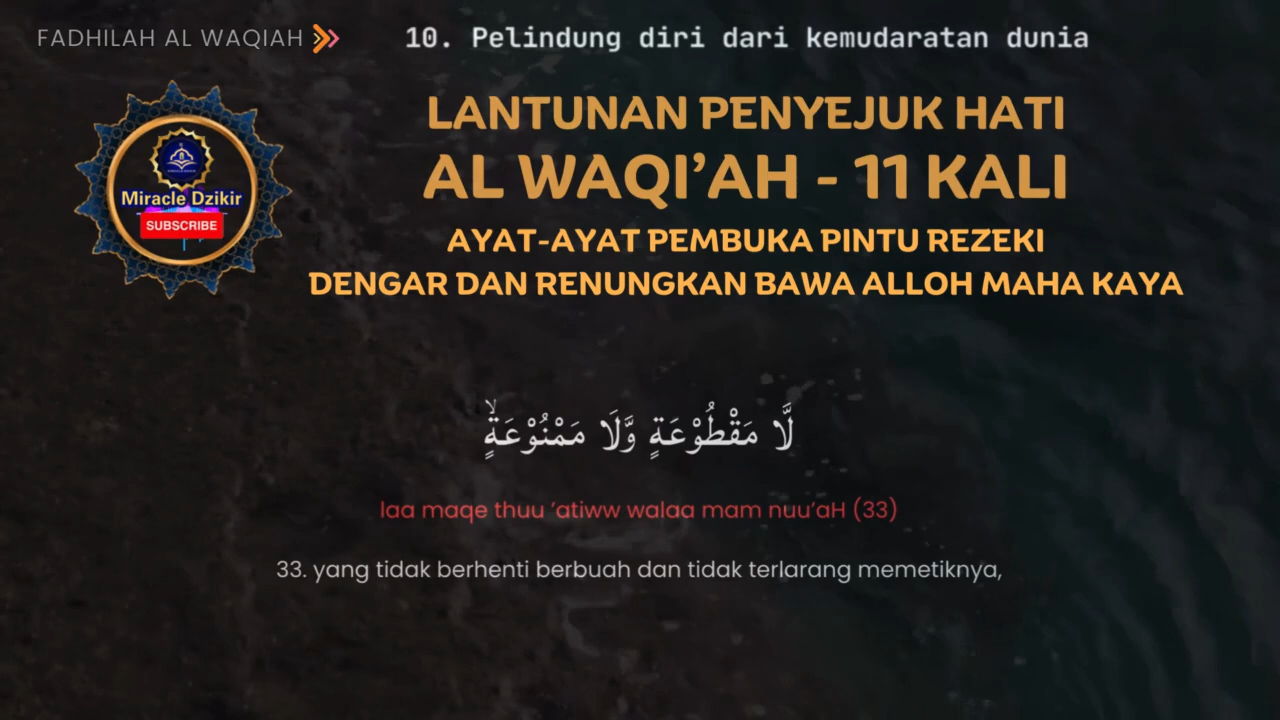 FADHILAH AL WAQIAH
10. Pelindung diri dari kemudaratan dunia
LANTUNAN PENYEJUK HATI
AL WAQI’AH - 11 KALI
AYAT-AYAT PEMBUKA PINTU REZEKI
DENGAR DAN RENUNGKAN BAWA ALLOH MAHA KAYA
Miracle Dzikir
SUBSCRIBE
لَّا مَقْطُوْعَةٍ وَّلَا مَمْنُوْعَةٍۙ
laa maqe thuu ’atiww walaa mam nuu’aH (33)
33. yang tidak berhenti berbuah dan tidak terlarang memetiknya,